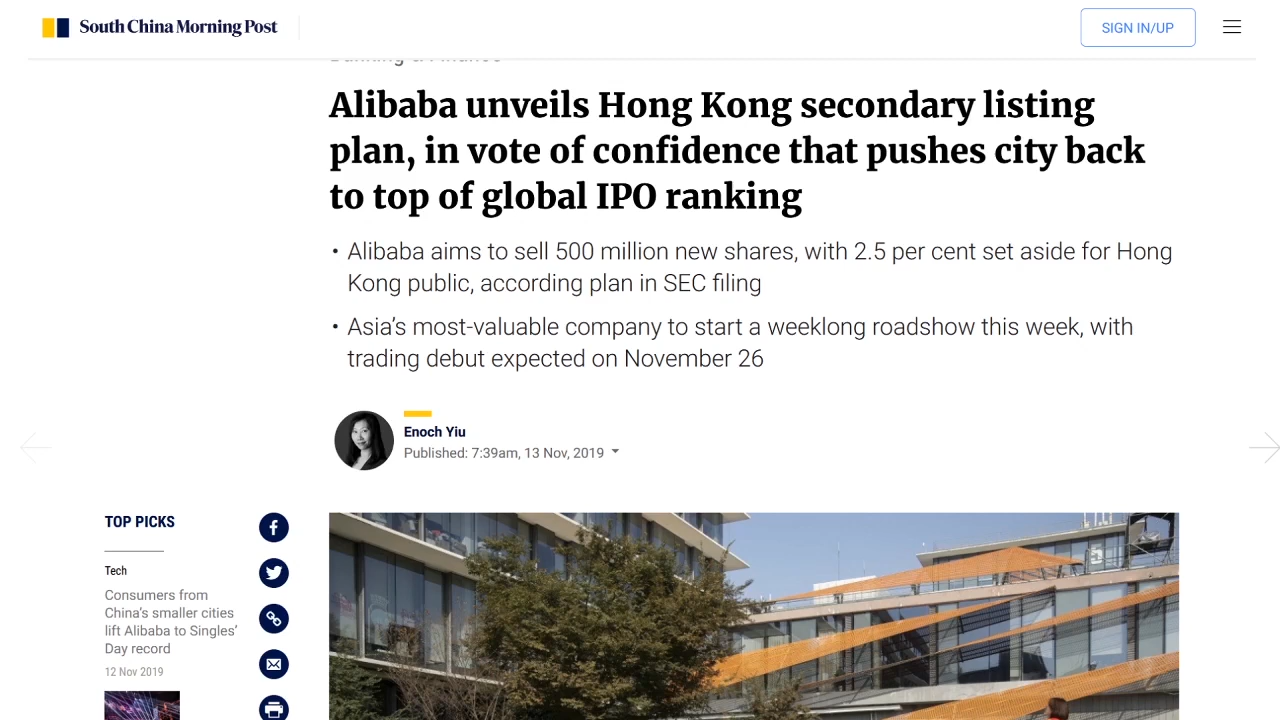 South China Morning Post
SIGN IN/UP
Banking & Finance
Alibaba unveils Hong Kong secondary listing
plan, in vote of confidence that pushes city back
to top of global IPO ranking
• Alibaba aims to sell 500 million new shares, with 2.5 per cent set aside for Hong
Kong public, according plan in SEC filing
• Asia's most-valuable company to start a weeklong roadshow this week, with
trading debut expected on November 26
Enoch Yiu
Published: 7:39am, 13 Nov, 2019
TOP PICKS
Tech
Consumers from
China's smaller cities
lift Alibaba to Singles'
Day record
12 Nov 2019